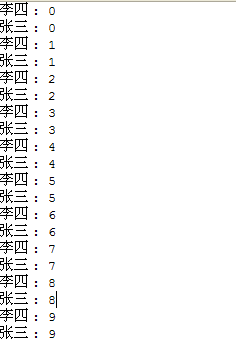 李四 : 0
张三 : 0
李四 : 1
张三 : 1
李四 : 2
张三 : 2
李四 : 3
张三 : 3
李四 : 4
张三 : 4
李四 : 5
张三 : 5
李四 : 6
张三 : 6
李四 : 7
张三 : 7
李四 : 8
张三 : 8
李四 : 9
张三 : 9